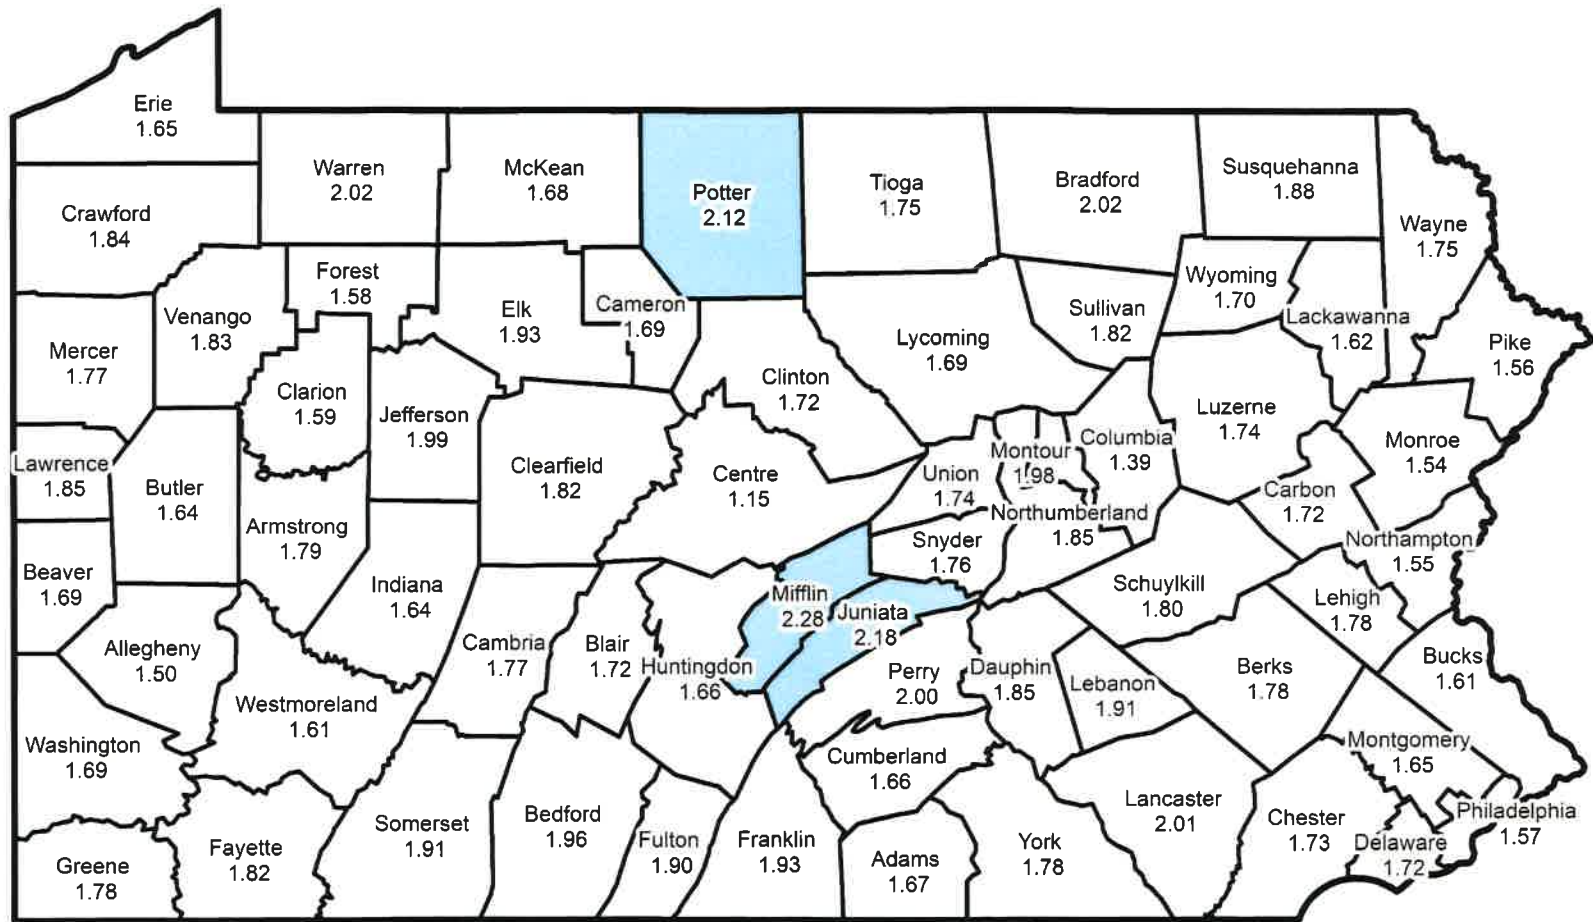 Erie
1.65
Warren
2.02
McKean
1.68
Potter
2.12
Tioga
1.75
Bradford
2.02
Susquehanna
1.88
Wayne
1.75
Crawford
1.84
Forest
1.58
Venango
1.83
Elk
1.93
Cameron
1.69
Sullivan
1.82
Wyoming
1.70
Lackawanna
1.62
Pike
1.56
Mercer
1.77
Clarion
1.59
Jefferson
1.99
Clinton
1.72
Lycoming
1.69
Luzerne
1.74
Monroe
1.54
Lawrence
1.85
Butler
1.64
Armstrong
1.79
Clearfield
1.82
Centre
1.15
Union
1.74
Montour
1.98
Columbia
1.39
Northumberland
1.85
Carbon
1.72
Northampton
1.55
Beaver
1.69
Indiana
1.64
Snyder
1.76
Mifflin
2.28
Juniata
2.18
Schuylkill
1.80
Lehigh
1.78
Allegheny
1.50
Westmoreland
1.61
Cambria
1.77
Blair
1.72
Huntingdon
1.66
Perry
2.00
Dauphin
1.85
Lebanon
1.91
Berks
1.78
Bucks
1.61
Washington
1.69
Cumberland
1.66
Montgomery
1.65
Greene
1.78
Fayette
1.82
Somerset
1.91
Bedford
1.96
Fulton
1.90
Franklin
1.93
Adams
1.67
York
1.78
Lancaster
2.01
Chester
1.73
Delaware
1.72
Philadelphia
1.57